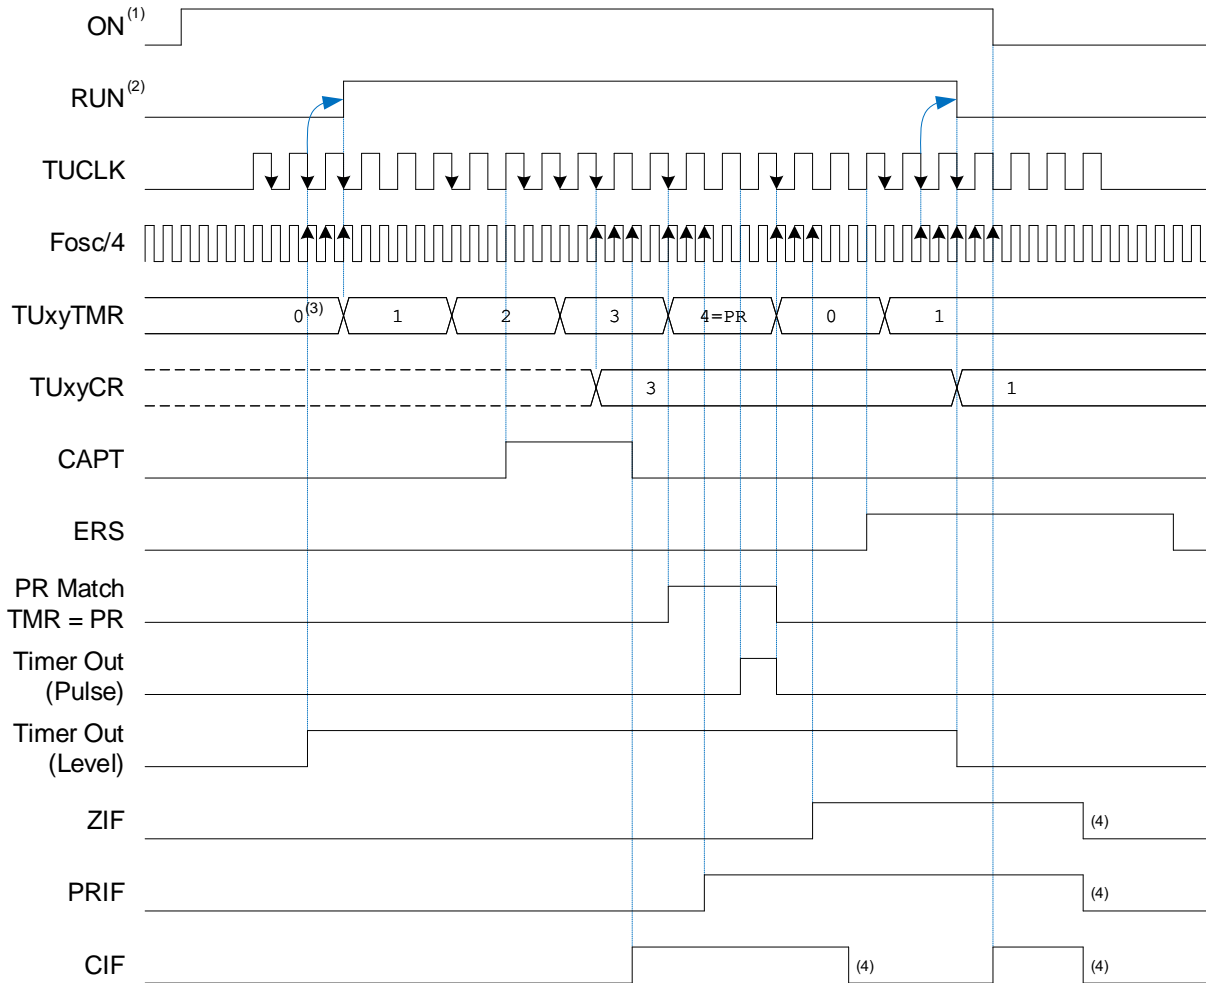 ON(1)
RUN(2)
TUCLK
Fosc/4
TUxyTMR 0(3) 1 2 3 4=PR 0 1
TUxyCR 3 1
CAPT
ERS
PR Match
TMR = PR
Timer Out
(Pulse)
Timer Out
(Level)
ZIF (4)
PRIF (4)
CIF (4) (4)